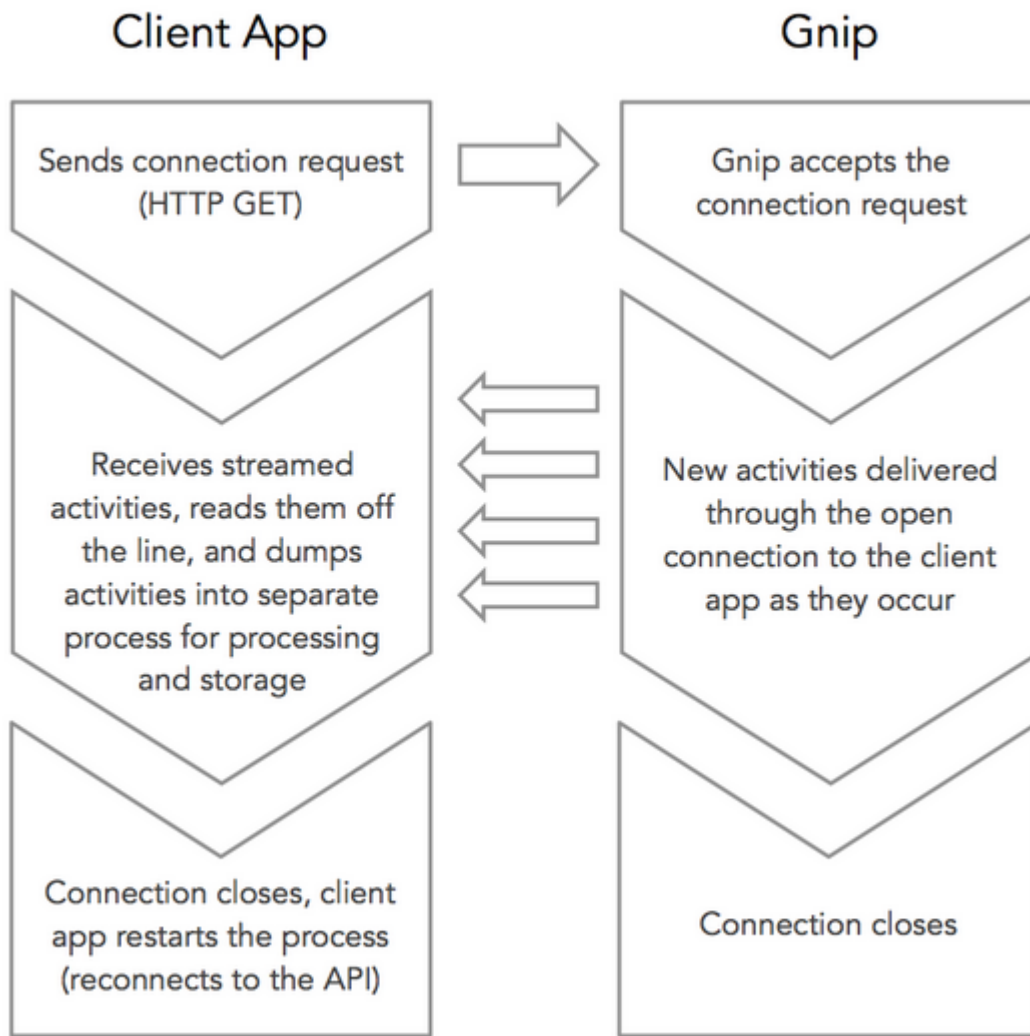 Client App
Gnip
Sends connection request
(HTTP GET)
Gnip accepts the
connection request
Receives streamed
activities, reads them off
the line, and dumps
activities into separate
process for processing
and storage
New activities delivered
through the open
connection to the client
app as they occur
Connection closes, client
app restarts the process
(reconnects to the API)
Connection closes